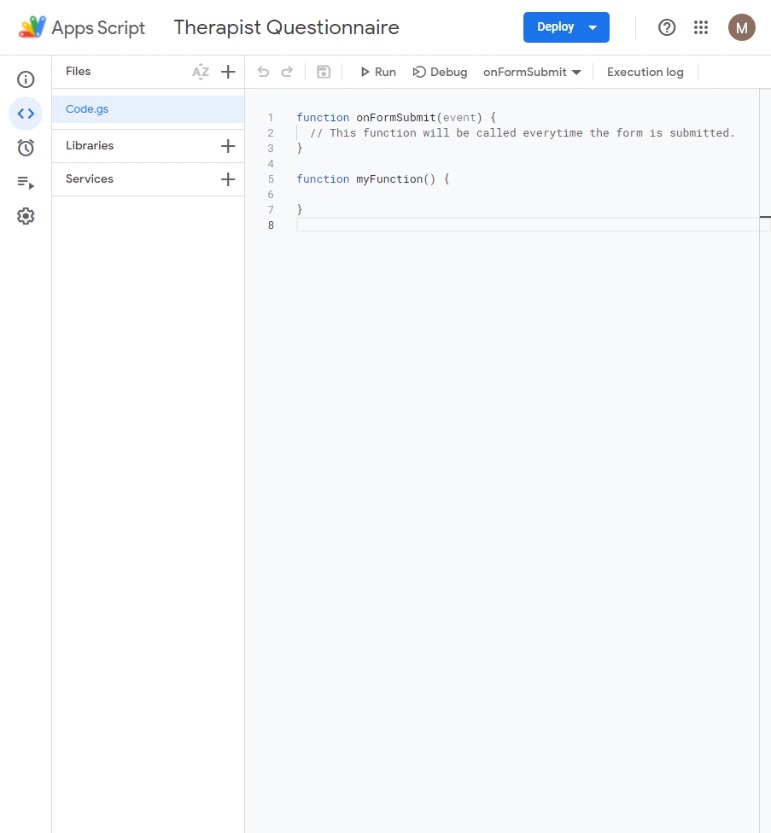 Apps Script Therapist Questionnaire Deploy M
Files AZ Run Debug onFormSubmit Execution log
Code.gs
Libraries
Services
1 function onFormSubmit(event) {
2 // This function will be called everytime the form is submitted.
3 }
4
5 function myFunction() {
6
7 }
8